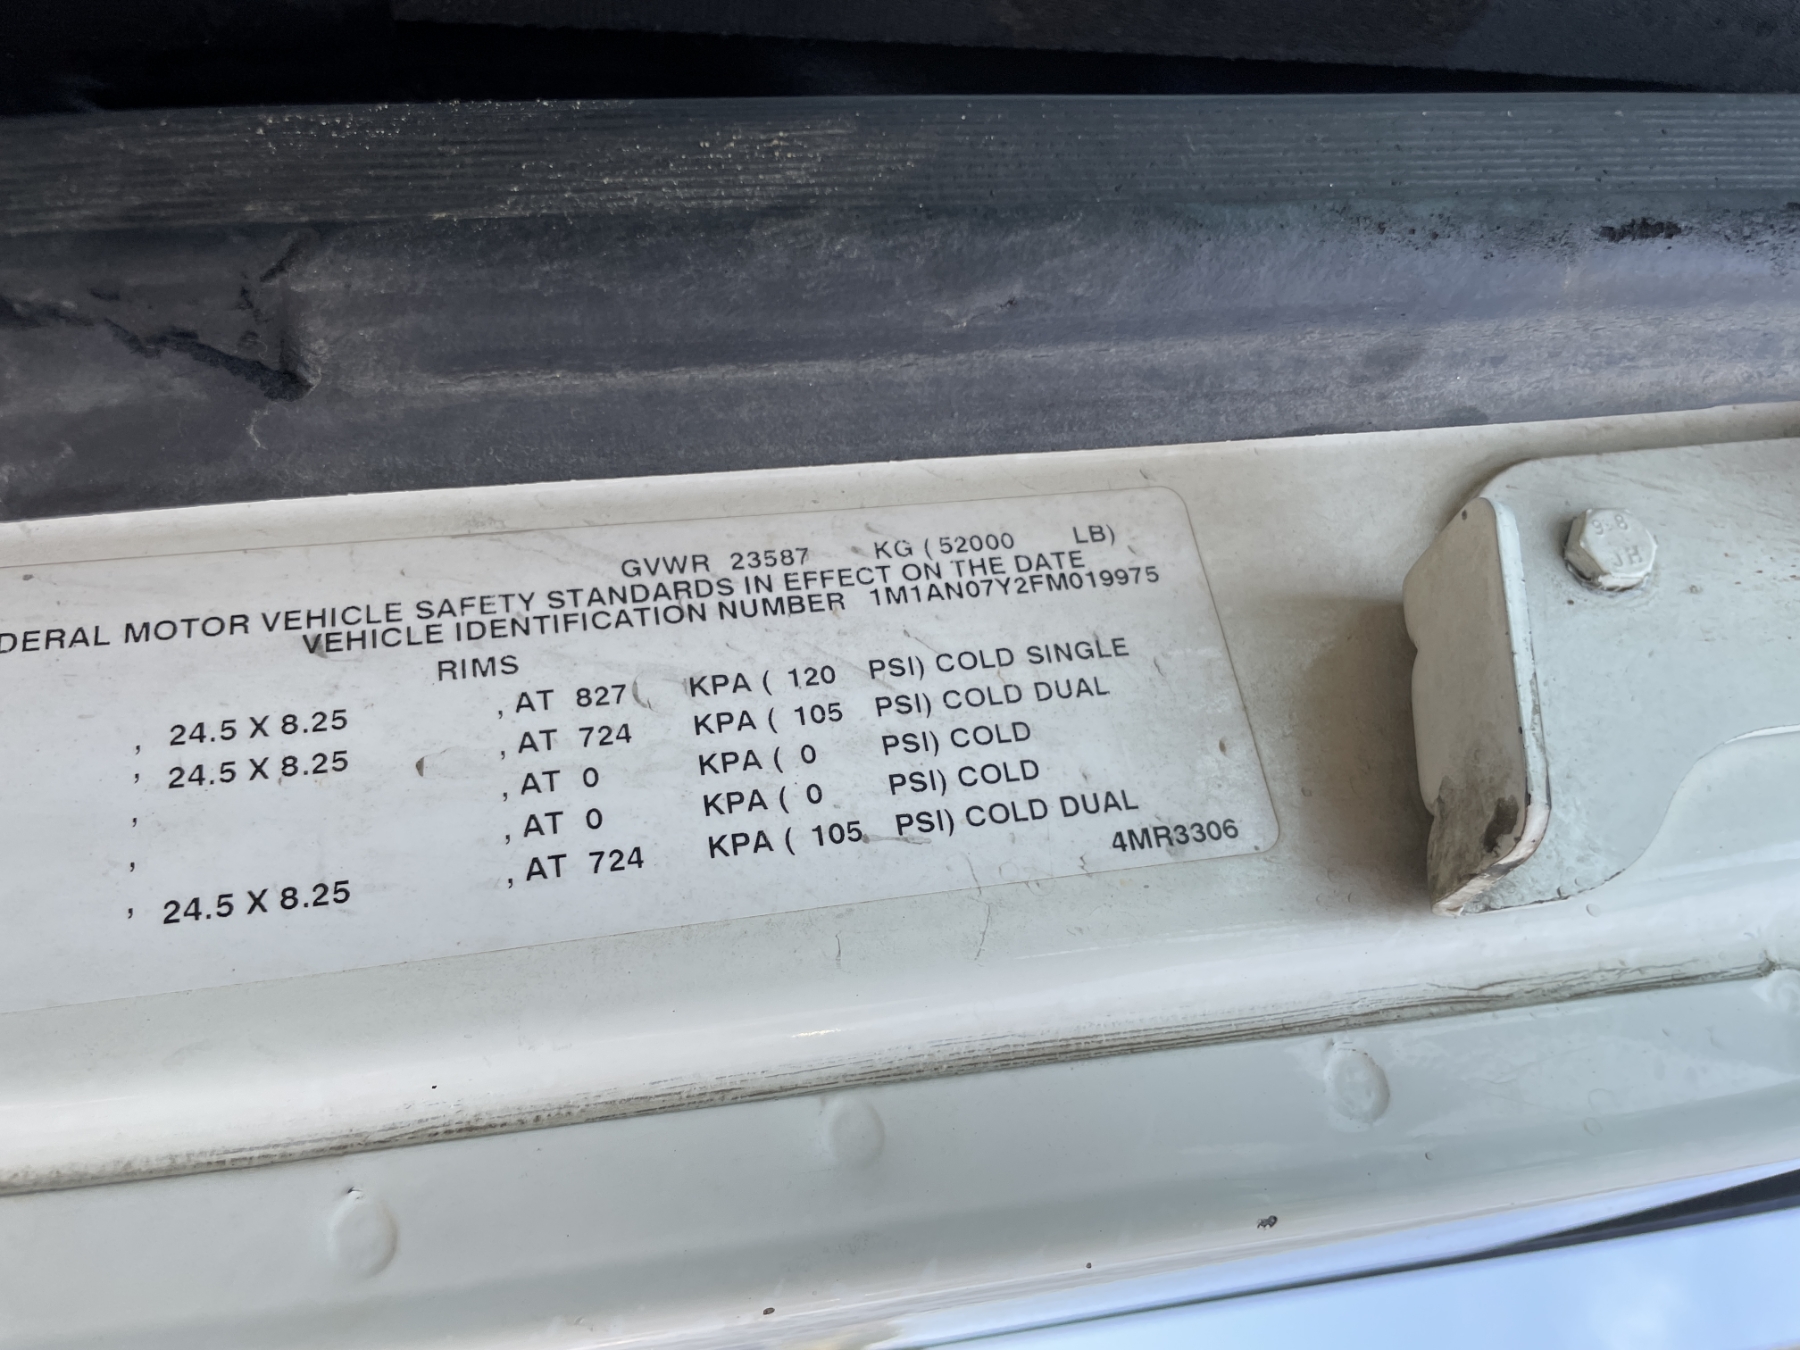 GVWR 23587 KG ( 52000 LB)
DERAL MOTOR VEHICLE SAFETY STANDARDS IN EFFECT ON THE DATE
VEHICLE IDENTIFICATION NUMBER 1M1AN07Y2FM019975
RIMS
, 24.5 X 8.25 , AT 827 KPA ( 120 PSI) COLD SINGLE
, 24.5 X 8.25 , AT 724 KPA ( 105 PSI) COLD DUAL
, , AT 0 KPA ( 0 PSI) COLD
, , AT 0 KPA ( 0 PSI) COLD
, 24.5 X 8.25 , AT 724 KPA ( 105 PSI) COLD DUAL
4MR3306
9.8
JH